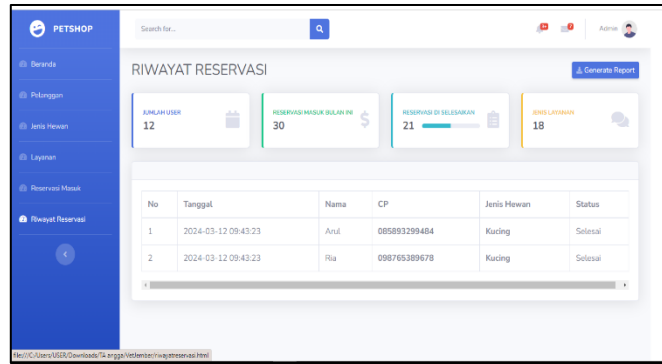 PETSHOP
Search for...
3+
7
Admin
Beranda
Pelanggan
Jenis Hewan
Layanan
Reservasi Masuk
Riwayat Reservasi
RIWAYAT RESERVASI
Generate Report
JUMLAH USER
12
RESERVASI MASUK BULAN INI
30
RESERVASI DI SELESAIKAN
21
JENIS LAYANAN
18
No Tanggal Nama CP Jenis Hewan Status
1 2024-03-12 09:43:23 Arul 085893299484 Kucing Selesai
2 2024-03-12 09:43:23 Ria 098765389678 Kucing Selesai
file:///C:/Users/USER/Downloads/TA angga/VetJember/riwayatreservasi.html